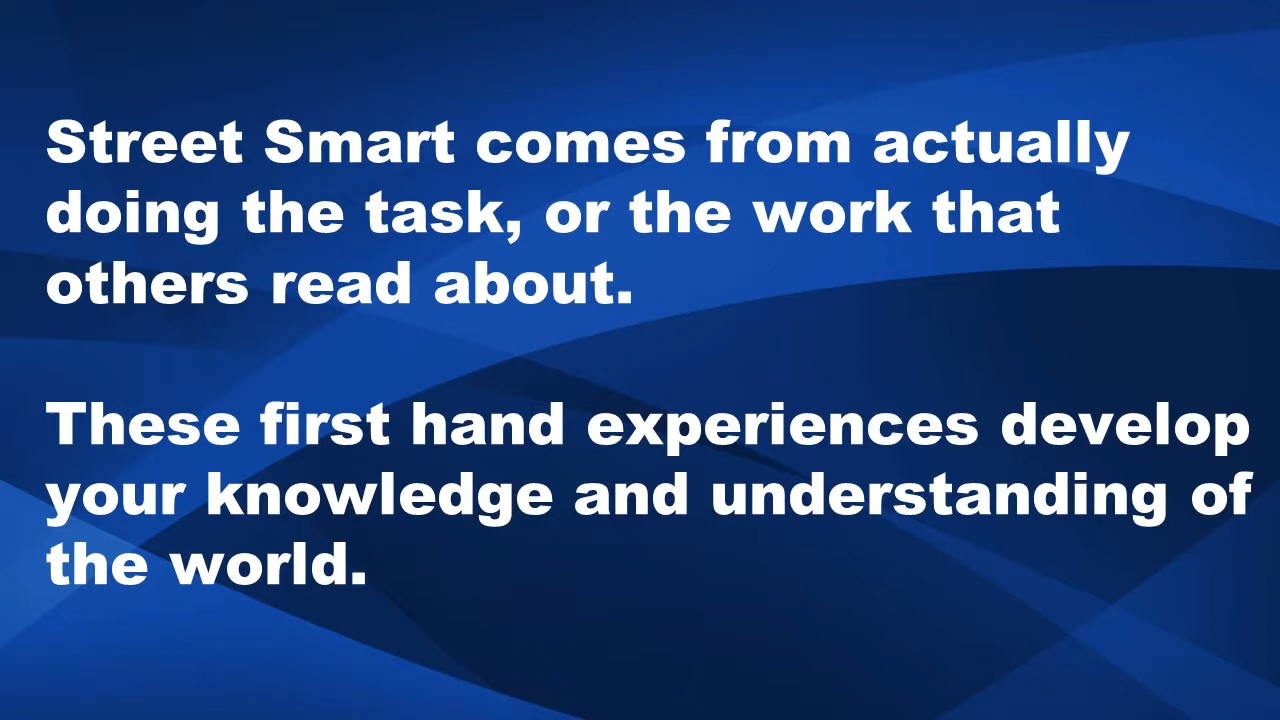 Street Smart comes from actually
doing the task, or the work that
others read about.
These first hand experiences develop
your knowledge and understanding of
the world.